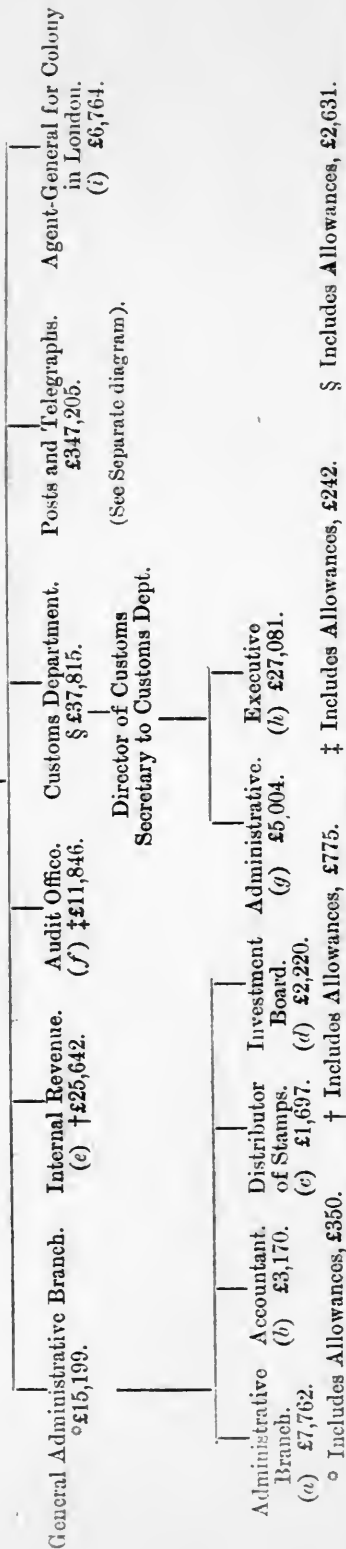 General Administrative Branch.
°£15,199.
Internal Revenue.
(e) †£25,642.
Audit Office.
(f) ‡£11,846.
Customs Department.
§ £37,815.
Posts and Telegraphs.
£347,205.
(See Separate diagram).
Agent-General for Colony
in London.
(i) £6,764.
Director of Customs
Secretary to Customs Dept.
Administrative
Branch.
(a) £7,762.
Accountant.
(b) £3,170.
Distributor
of Stamps.
(c) £1,697.
Investment
Board.
(d) £2,220.
Administrative.
(g) £5,004.
Executive
(h) £27,081.
° Includes Allowances, £350.
† Includes Allowances, £775.
‡ Includes Allowances, £242.
§ Includes Allowances, £2,631.